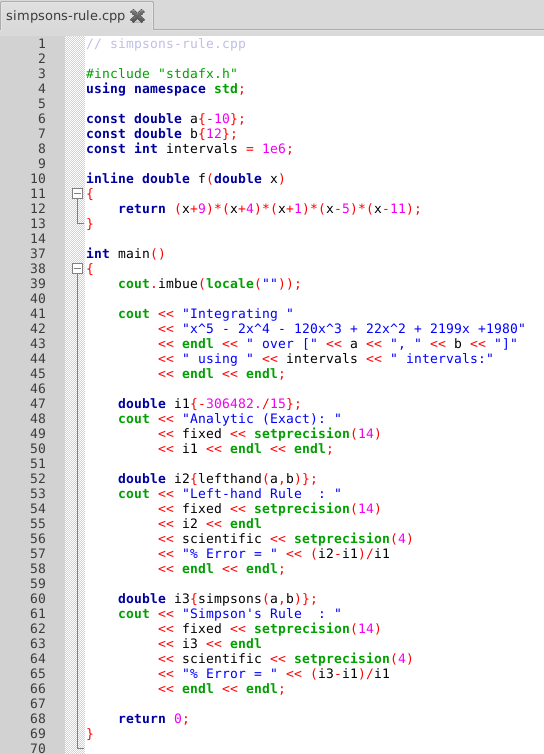 simpsons-rule.cpp
1 // simpsons-rule.cpp
2
3 #include "stdafx.h"
4 using namespace std;
5
6 const double a{-10};
7 const double b{12};
8 const int intervals = 1e6;
9
10 inline double f(double x)
11 {
12     return (x+9)*(x+4)*(x+1)*(x-5)*(x-11);
13 }
14
37 int main()
38 {
39     cout.imbue(locale(""));
40
41     cout << "Integrating "
42          << "x^5 - 2x^4 - 120x^3 + 22x^2 + 2199x +1980"
43          << endl << " over [" << a << ", " << b << "]"
44          << " using " << intervals << " intervals:"
45          << endl << endl;
46
47     double i1{-306482./15};
48     cout << "Analytic (Exact): "
49          << fixed << setprecision(14)
50          << i1 << endl << endl;
51
52     double i2{lefthand(a,b)};
53     cout << "Left-hand Rule  : "
54          << fixed << setprecision(14)
55          << i2 << endl
56          << scientific << setprecision(4)
57          << "% Error = " << (i2-i1)/i1
58          << endl << endl;
59
60     double i3{simpsons(a,b)};
61     cout << "Simpson's Rule  : "
62          << fixed << setprecision(14)
63          << i3 << endl
64          << scientific << setprecision(4)
65          << "% Error = " << (i3-i1)/i1
66          << endl << endl;
67
68     return 0;
69 }
70